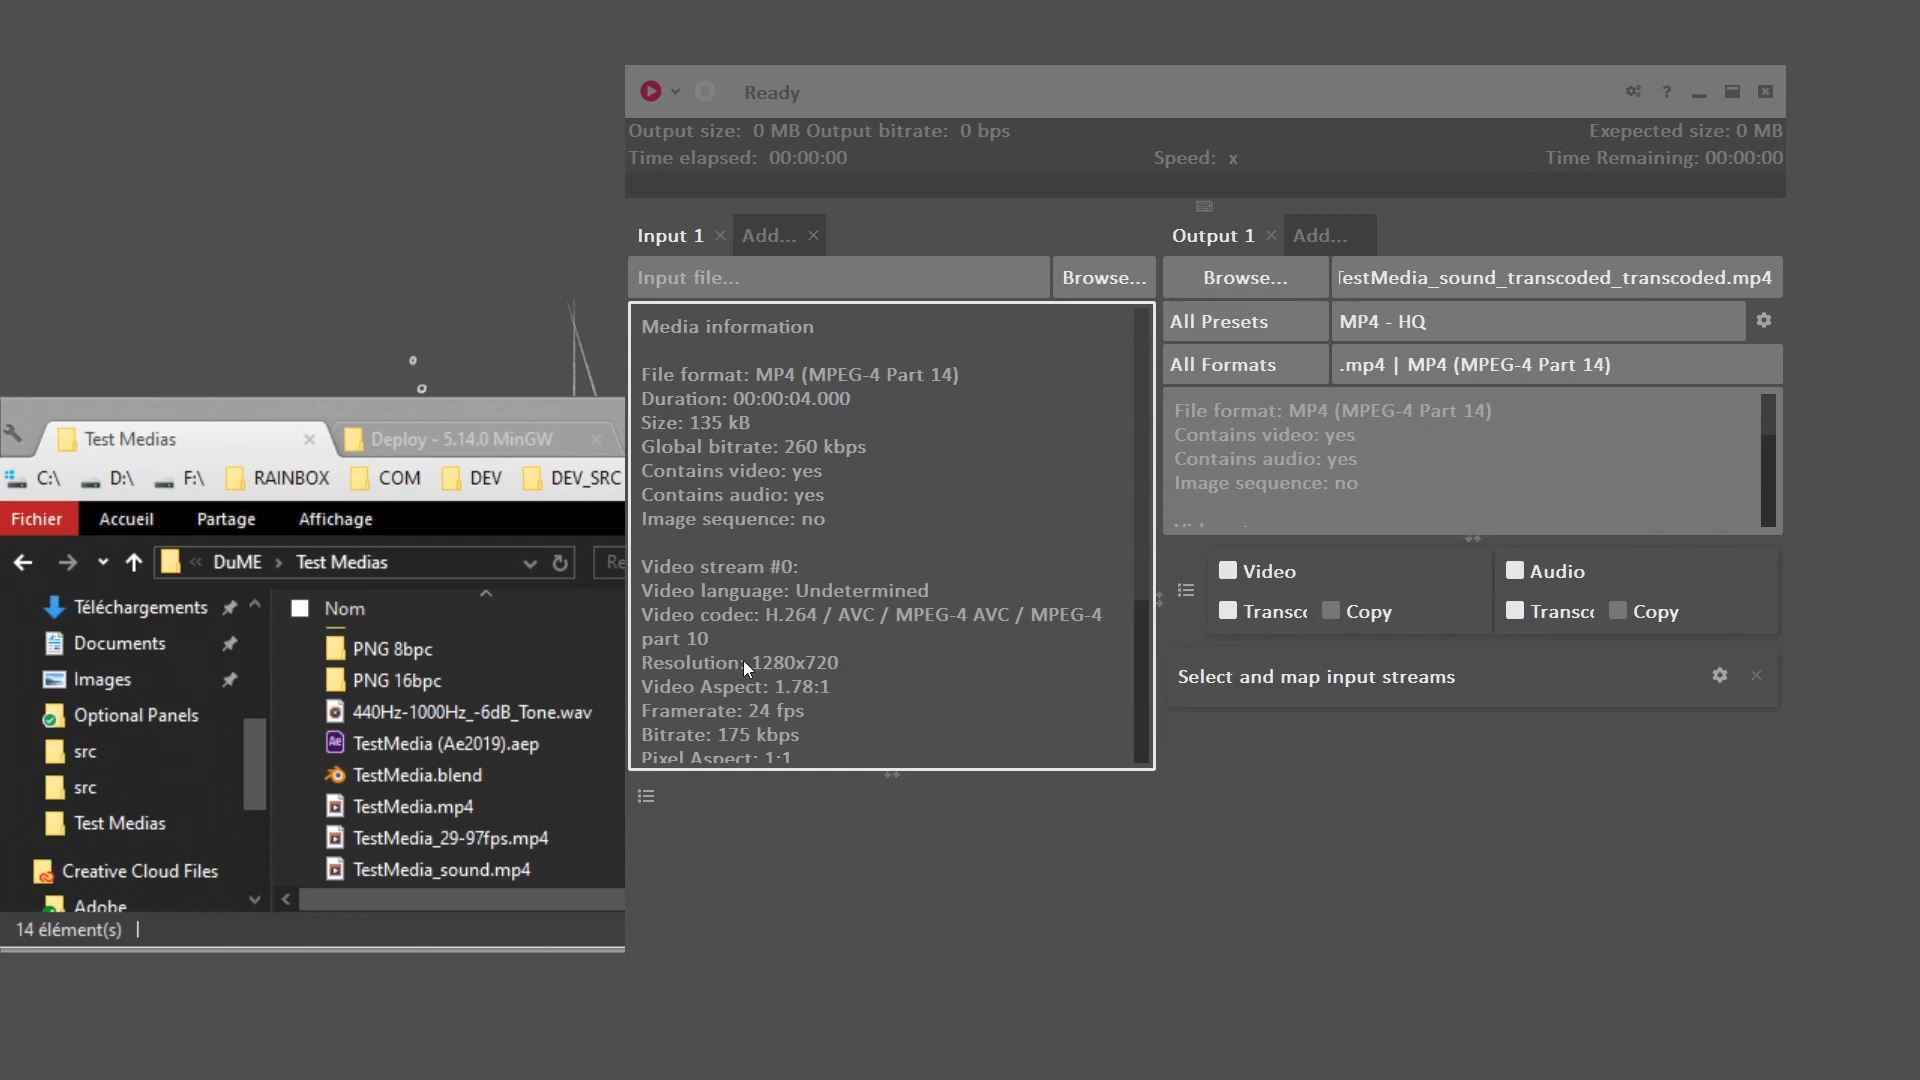 Ready
Output size: 0 MB Output bitrate: 0 bps
Exepected size: 0 MB
Time elapsed: 00:00:00
Speed: x
Time Remaining: 00:00:00
Input 1
Add...
Input file...
Browse...
Media information
File format: MP4 (MPEG-4 Part 14)
Duration: 00:00:04.000
Size: 135 kB
Global bitrate: 260 kbps
Contains video: yes
Contains audio: yes
Image sequence: no
Video stream #0:
Video language: Undetermined
Video codec: H.264 / AVC / MPEG-4 AVC / MPEG-4
part 10
Resolution: 1280x720
Video Aspect: 1.78:1
Framerate: 24 fps
Bitrate: 175 kbps
Pixel Aspect: 1:1
Output 1
Add...
Browse...
TestMedia_sound_transcoded_transcoded.mp4
All Presets
MP4 - HQ
All Formats
.mp4 | MP4 (MPEG-4 Part 14)
File format: MP4 (MPEG-4 Part 14)
Contains video: yes
Contains audio: yes
Image sequence: no
Video
Transco
Copy
Audio
Transco
Copy
Select and map input streams
Test Medias
Deploy - 5.14.0 MinGW
C:\
D:\
F:\
RAINBOX
COM
DEV
DEV_SRC
Fichier
Accueil
Partage
Affichage
« DuME > Test Medias
Re
Téléchargements
Documents
Images
Optional Panels
src
src
Test Medias
Creative Cloud Files
Adobe
Nom
PNG 8bpc
PNG 16bpc
440Hz-1000Hz_-6dB_Tone.wav
TestMedia (Ae2019).aep
TestMedia.blend
TestMedia.mp4
TestMedia_29-97fps.mp4
TestMedia_sound.mp4
14 élément(s)